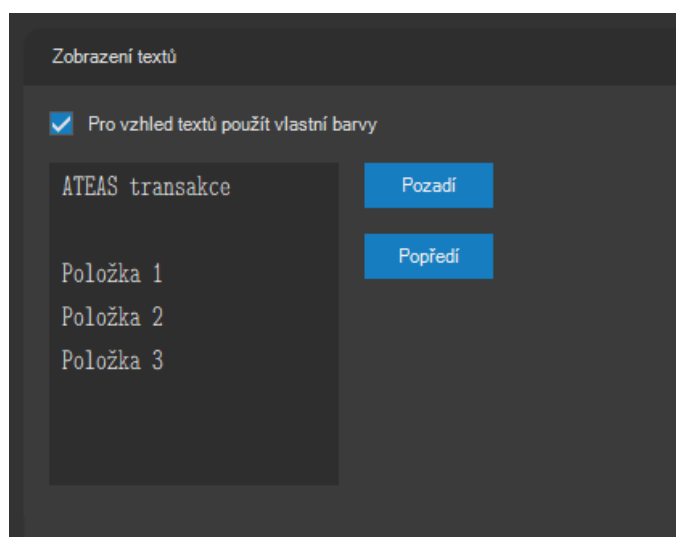 Zobrazení textů
Pro vzhled textů použít vlastní barvy
ATEAS transakce
Pozadí
Popředí
Položka 1
Položka 2
Položka 3